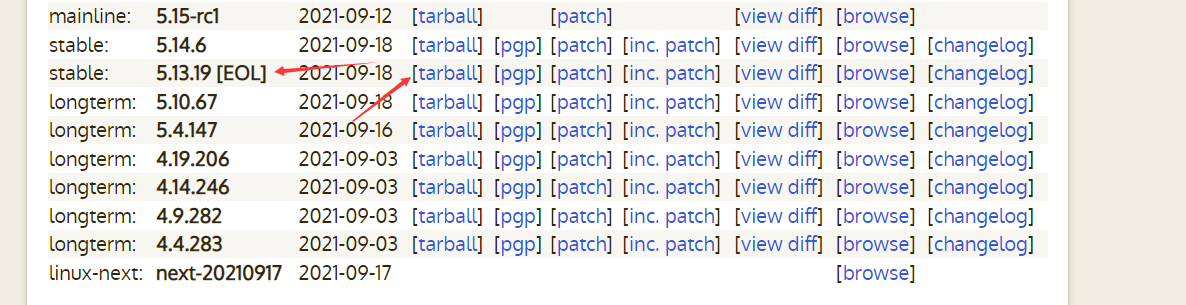 mainline: 5.15-rc1 2021-09-12 [tarball] [patch] [view diff] [browse]
stable: 5.14.6 2021-09-18 [tarball] [pgp] [patch] [inc. patch] [view diff] [browse] [changelog]
stable: 5.13.19 [EOL] 2021-09-18 [tarball] [pgp] [patch] [inc. patch] [view diff] [browse] [changelog]
longterm: 5.10.67 2021-09-18 [tarball] [pgp] [patch] [inc. patch] [view diff] [browse] [changelog]
longterm: 5.4.147 2021-09-16 [tarball] [pgp] [patch] [inc. patch] [view diff] [browse] [changelog]
longterm: 4.19.206 2021-09-03 [tarball] [pgp] [patch] [inc. patch] [view diff] [browse] [changelog]
longterm: 4.14.246 2021-09-03 [tarball] [pgp] [patch] [inc. patch] [view diff] [browse] [changelog]
longterm: 4.9.282 2021-09-03 [tarball] [pgp] [patch] [inc. patch] [view diff] [browse] [changelog]
longterm: 4.4.283 2021-09-03 [tarball] [pgp] [patch] [inc. patch] [view diff] [browse] [changelog]
linux-next: next-20210917 2021-09-17 [browse]